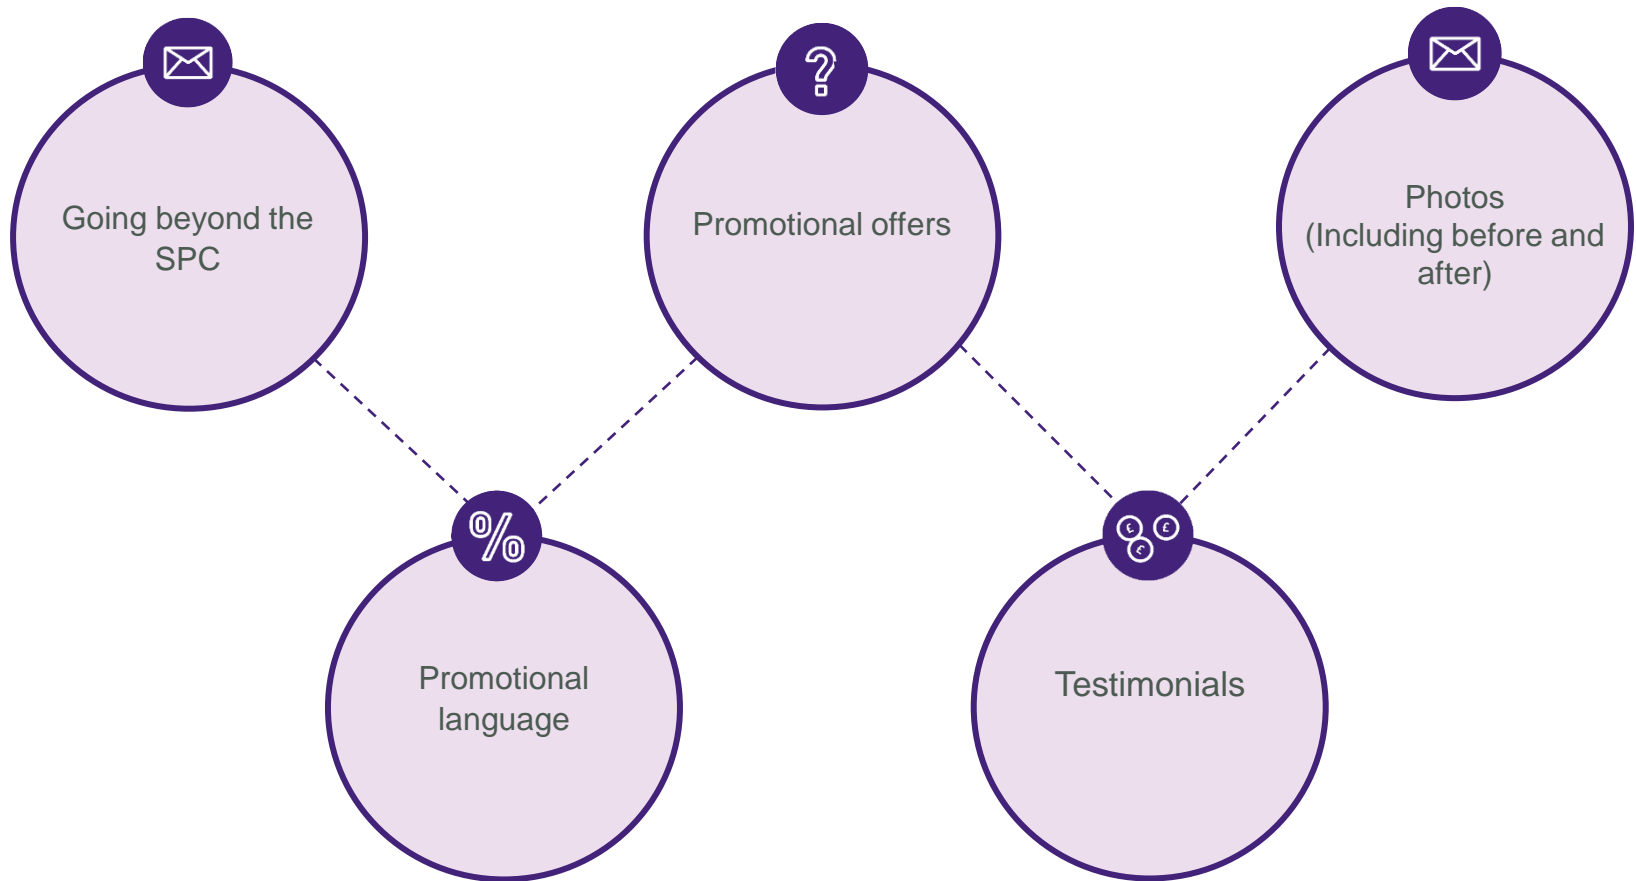 Going beyond the
SPC
Promotional offers
Photos
(Including before and
after)
Promotional
language
Testimonials
?
%
£
£
£